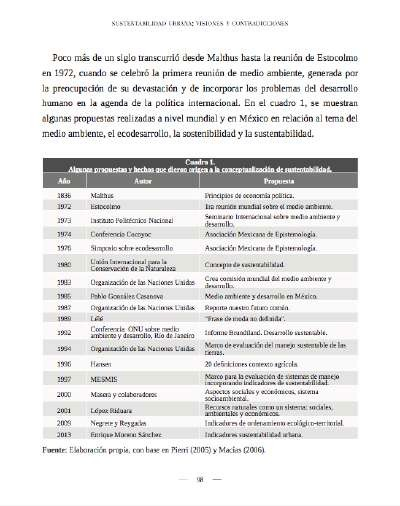 SUSTENTABILIDAD URBANA: VISIONES Y CONTRADICCIONES
Poco más de un siglo transcurrió desde Malthus hasta la reunión de Estocolmo
en 1972, cuando se celebró la primera reunión de medio ambiente, generada por
la preocupación de su devastación y de incorporar los problemas del desarrollo
humano en la agenda de la política internacional. En el cuadro 1, se muestran
algunas propuestas realizadas a nivel mundial y en México en relación al tema del
medio ambiente, el ecodesarrollo, la sostenibilidad y la sustentabilidad.
Cuadro 1.
Algunas propuestas y hechos que dieron origen a la conceptualización de sustentabilidad.
Año Autor Propuesta
1836 Malthus Principios de economía política.
1972 Estocolmo 1ra reunión mundial sobre el medio ambiente.
1973 Instituto Politécnico Nacional Seminario Internacional sobre medio ambiente y
desarrollo.
1974 Conferencia Cocoyoc Asociación Mexicana de Epistemología.
1976 Simposio sobre ecodesarrollo Asociación Mexicana de Epistemología.
1980 Unión Internacional para la
Conservación de la Naturaleza Concepto de sustentabilidad.
1983 Organización de las Naciones Unidas Crea comisión mundial del medio ambiente y
desarrollo.
1985 Pablo González Casanova Medio ambiente y desarrollo en México.
1987 Organización de las Naciones Unidas Reporte nuestro futuro común.
1989 Lélé "Frase de moda no definida".
1992 Conferencia ONU sobre medio
ambiente y desarrollo, Río de Janeiro Informe Brundtland. Desarrollo sustentable.
1994 Organización de las Naciones Unidas Marco de evaluación del manejo sustentable de las
tierras.
1996 Hansen 20 definiciones contexto agrícola.
1997 MESMIS Marco para la evaluación de sistemas de manejo
incorporando indicadores de sustentabilidad.
2000 Masera y colaboradores Aspectos sociales y económicos, sistema
socioambiental.
2001 López Ridaura Recursos naturales como un sistema: sociales,
ambientales y económicos.
2009 Negrete y Reygadas Indicadores de ordenamiento ecológico-territorial.
2013 Enrique Moreno Sánchez Indicadores sustentabilidad urbana.
Fuente: Elaboración propia, con base en Pierri (2005) y Macías (2006).
— 98 —